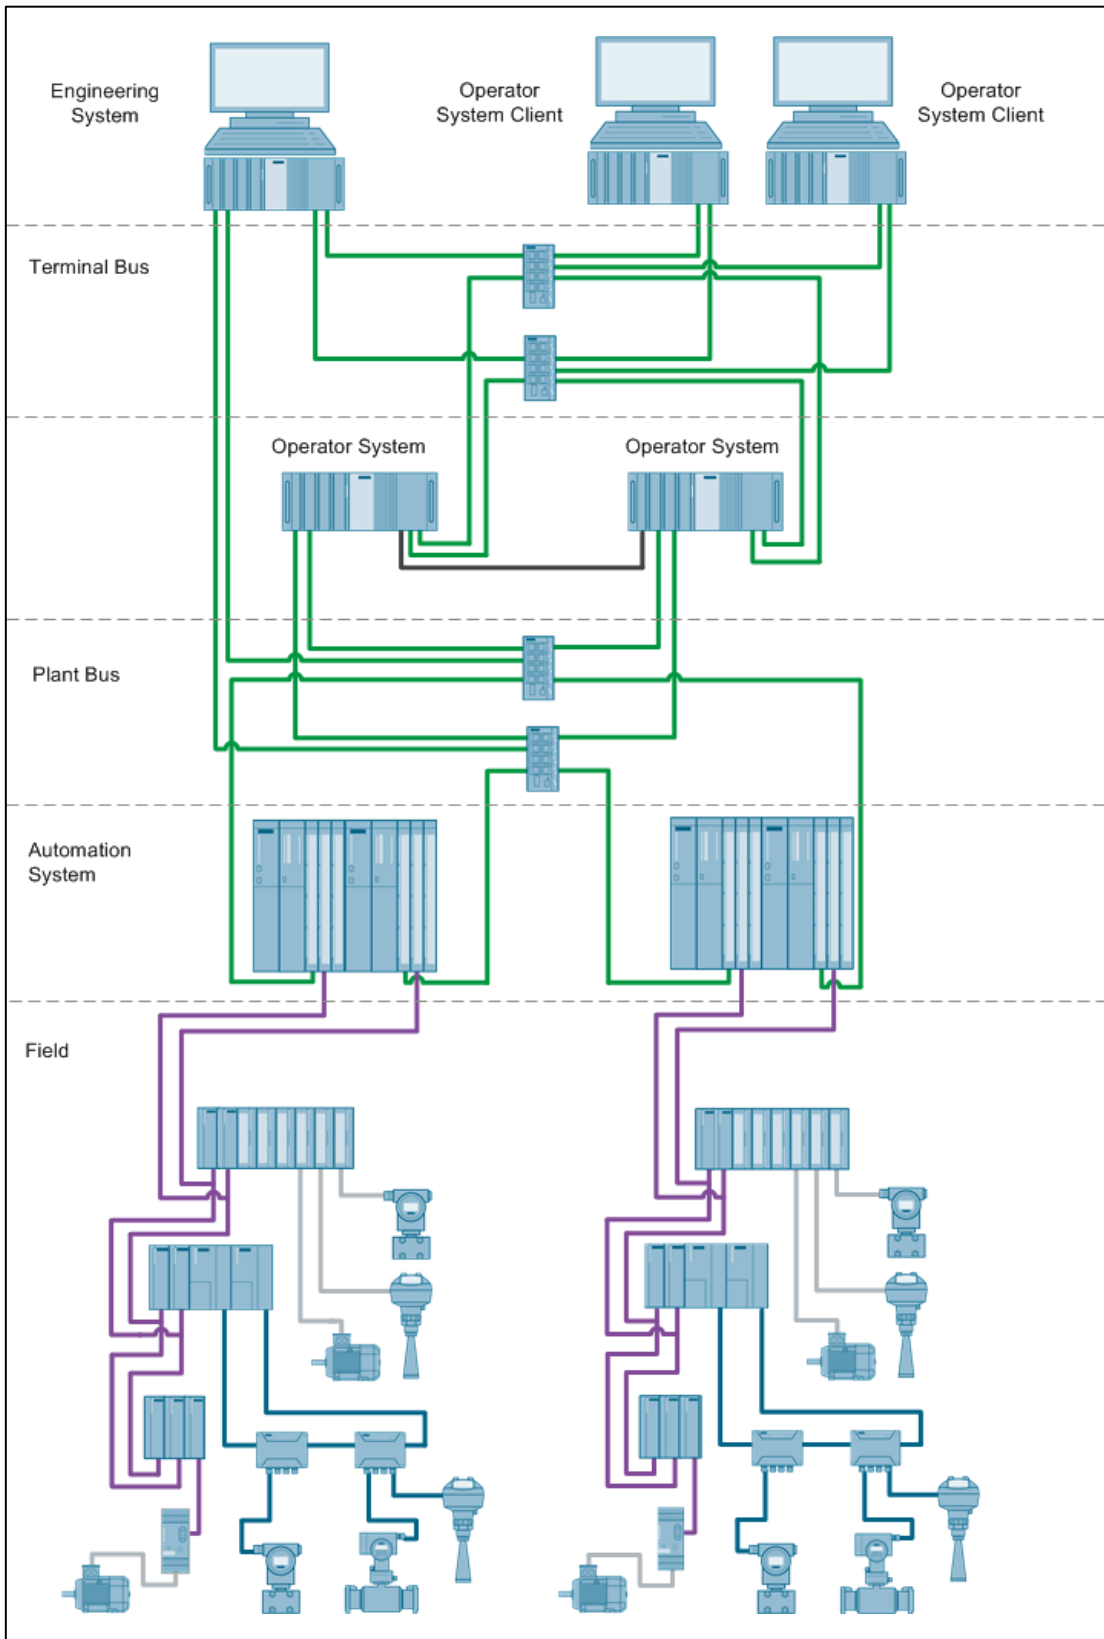 Engineering
System
Operator
System Client
Operator
System Client
Terminal Bus
Operator System
Operator System
Plant Bus
Automation
System
Field